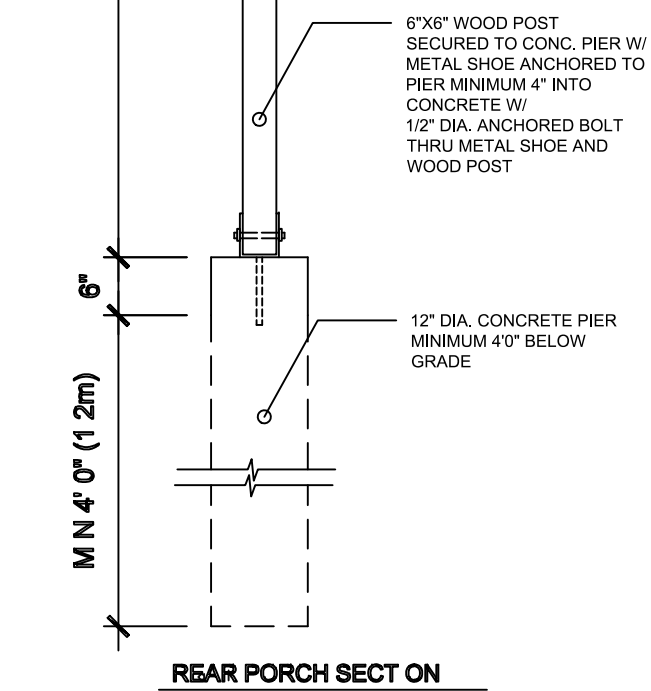 6"X6" WOOD POST
SECURED TO CONC. PIER W/
METAL SHOE ANCHORED TO
PIER MINIMUM 4" INTO
CONCRETE W/
1/2" DIA. ANCHORED BOLT
THRU METAL SHOE AND
WOOD POST
6"
12" DIA. CONCRETE PIER
MINIMUM 4'0" BELOW
GRADE
M N 4' 0" (1 2m)
REAR PORCH SECT ON